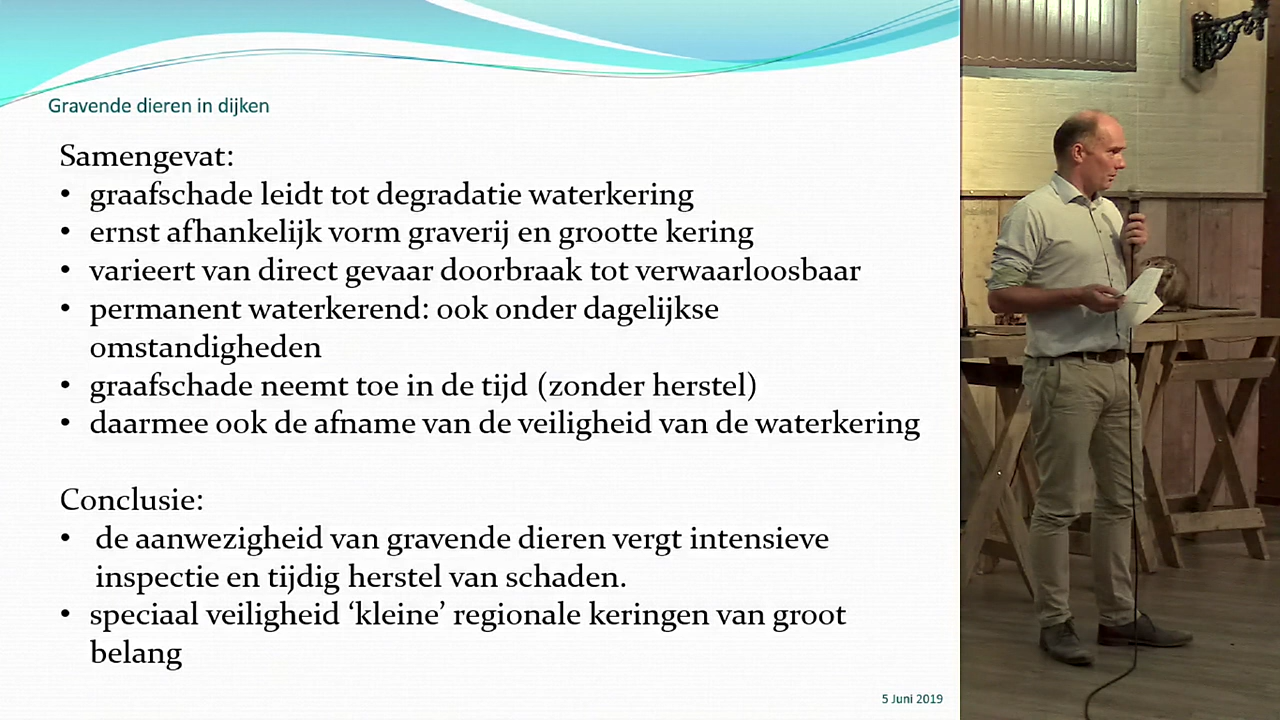 Gravende dieren in dijken
Samengevat:
• graafschade leidt tot degradatie waterkering
• ernst afhankelijk vorm graverij en grootte kering
• varieert van direct gevaar doorbraak tot verwaarloosbaar
• permanent waterkerend: ook onder dagelijkse
omstandigheden
• graafschade neemt toe in de tijd (zonder herstel)
• daarmee ook de afname van de veiligheid van de waterkering
Conclusie:
• de aanwezigheid van gravende dieren vergt intensieve
inspectie en tijdig herstel van schaden.
• speciaal veiligheid ‘kleine’ regionale keringen van groot
belang
5 Juni 2019